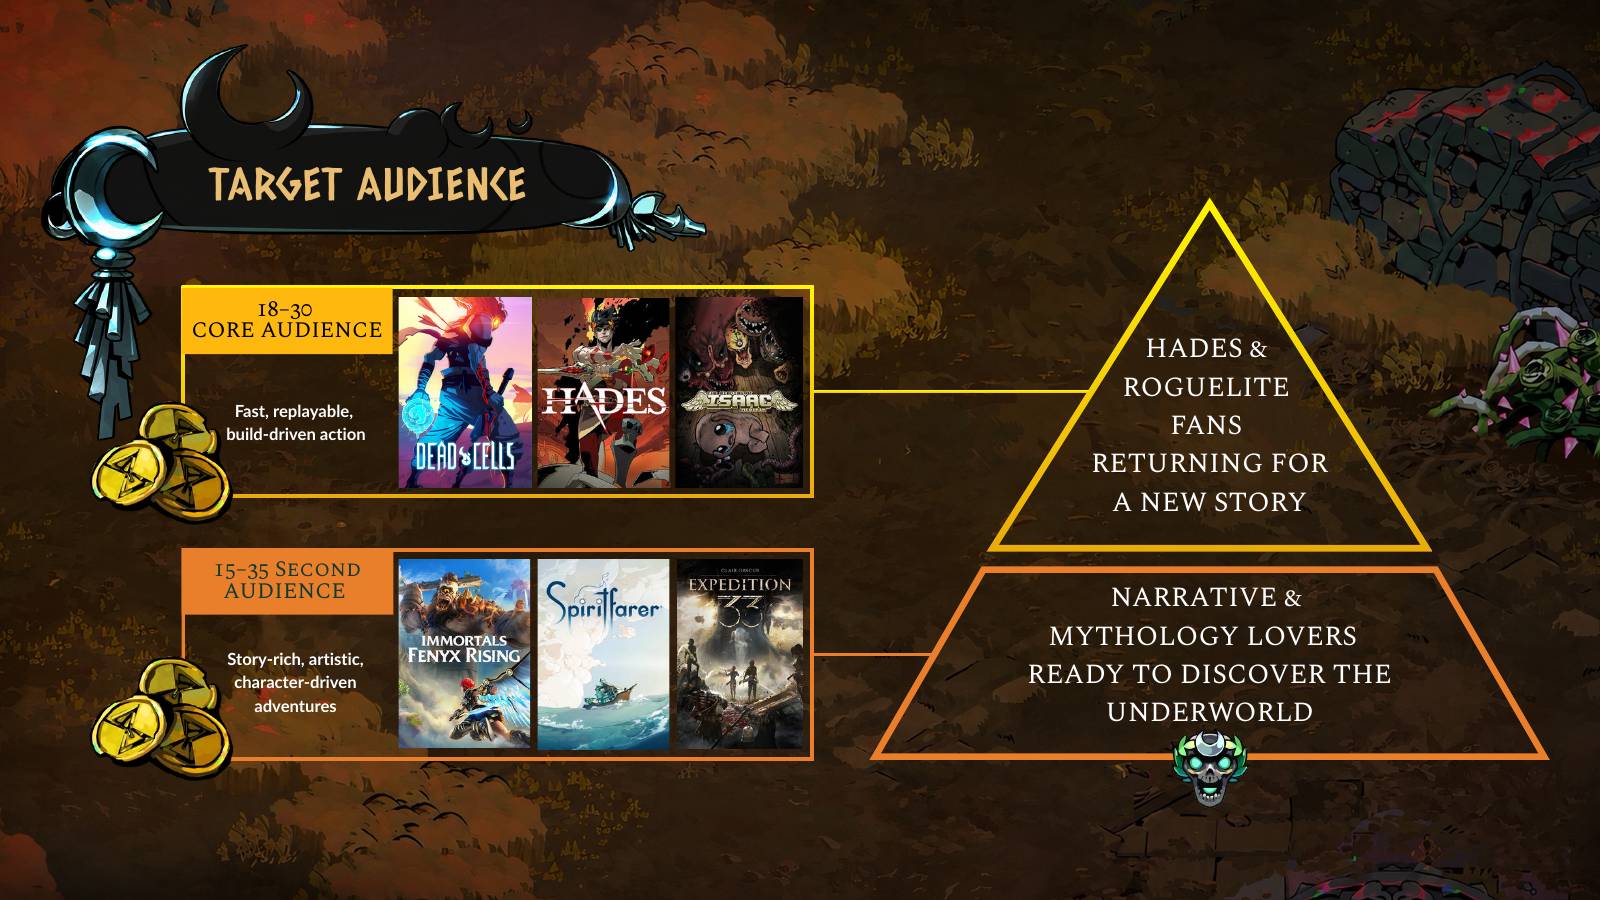 TARGET AUDIENCE
18–30
CORE AUDIENCE
Fast, replayable,
build-driven action
DEAD CELLS
HADES
ISAAC
HADES &
ROGUELITE
FANS
RETURNING FOR
A NEW STORY
15–35 Second
AUDIENCE
Story-rich, artistic,
character-driven
adventures
IMMORTALS
FENYX RISING
Spiritfarer
CLAIR OBSCUR
EXPEDITION
33
NARRATIVE &
MYTHOLOGY LOVERS
READY TO DISCOVER THE
UNDERWORLD